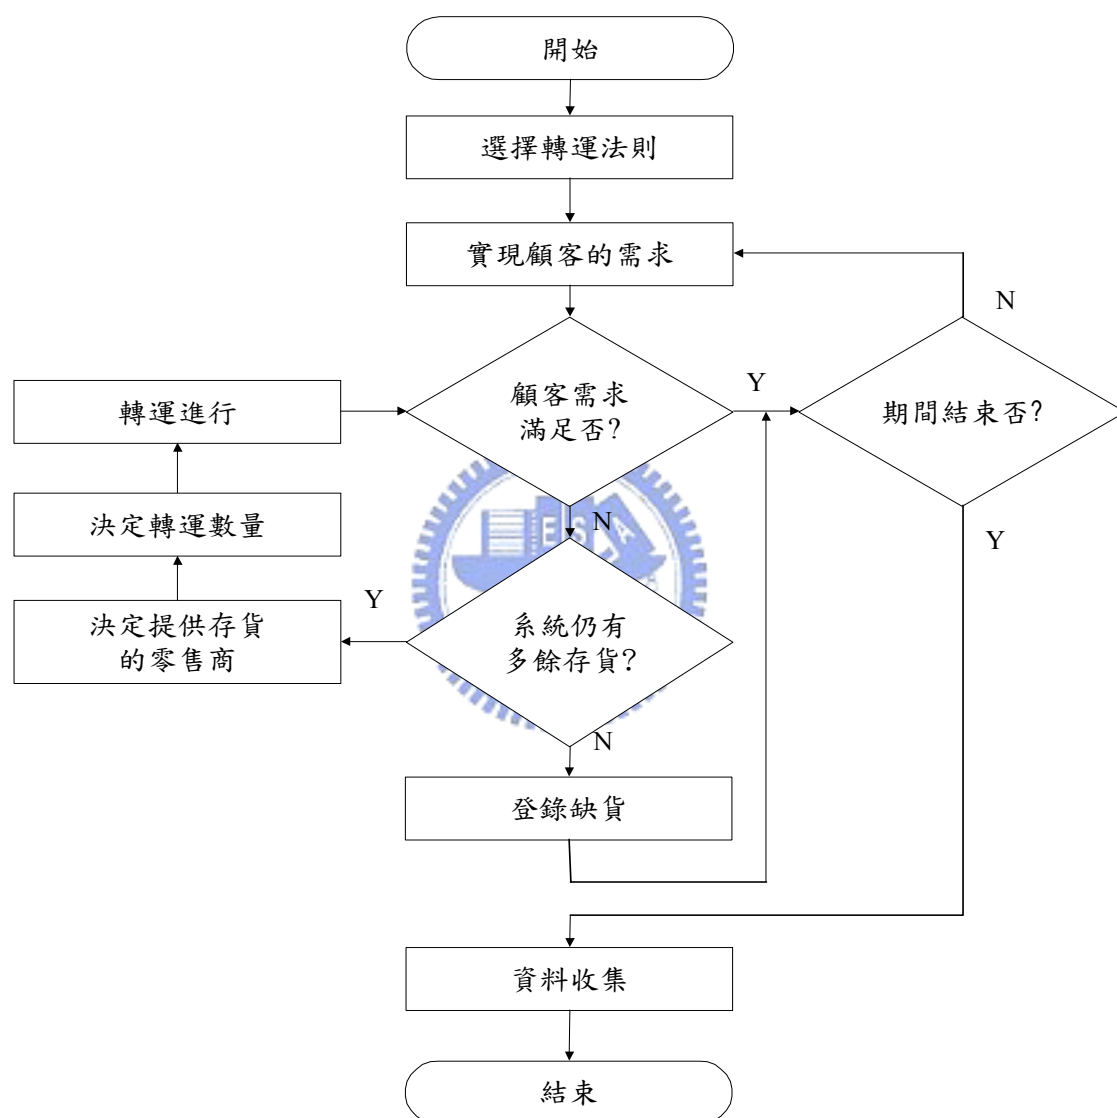 開始
選擇轉運法則
實現顧客的需求
N
顧客需求
滿足否?
Y
期間結束否?
轉運進行
決定轉運數量
N
Y
決定提供存貨
的零售商
Y
系統仍有
多餘存貨?
N
登錄缺貨
資料收集
結束
E
S
A